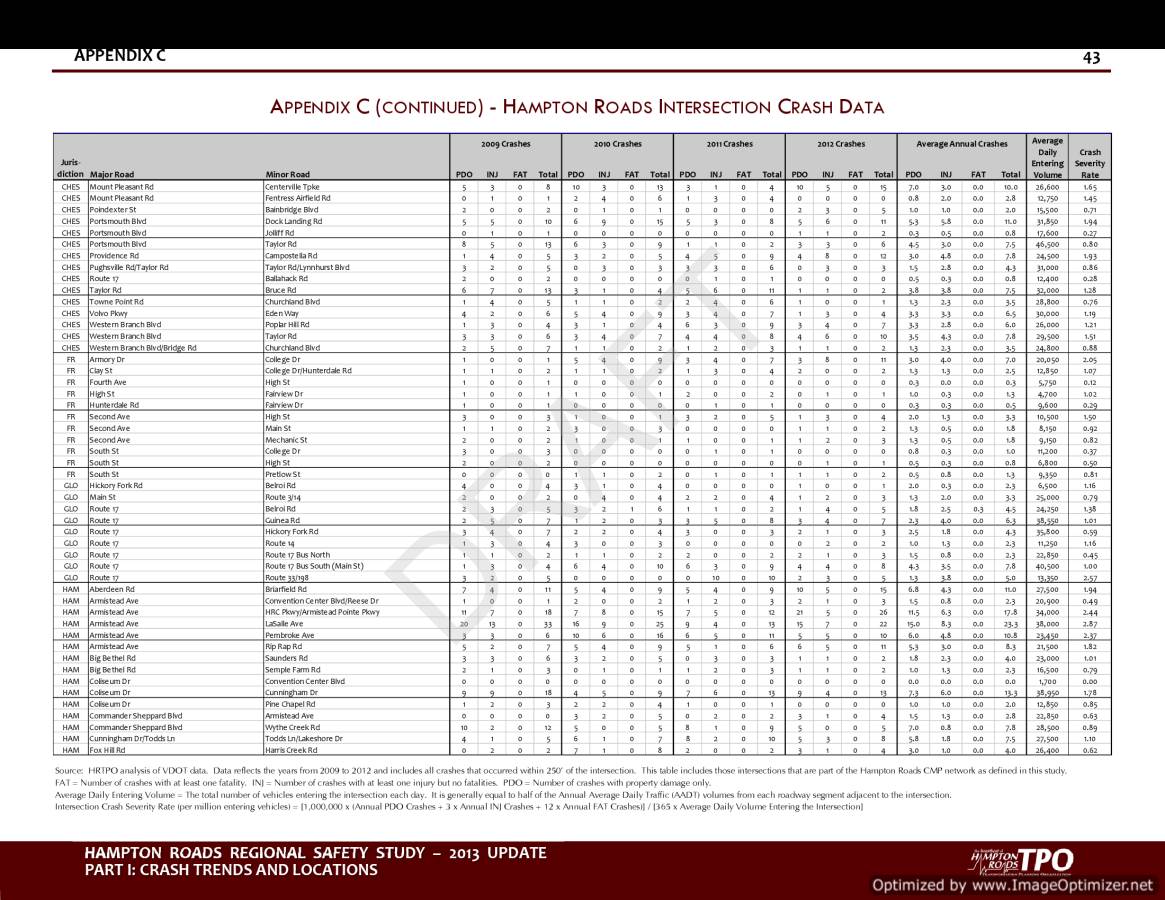 APPENDIX C 43
APPENDIX C (CONTINUED) - HAMPTON ROADS INTERSECTION CRASH DATA
2009 Crashes 2010 Crashes 2011 Crashes 2012 Crashes Average Annual Crashes Average Daily Entering Volume Crash Severity Rate
Juris-diction Major Road Minor Road PDO INJ FAT Total PDO INJ FAT Total PDO INJ FAT Total PDO INJ FAT Total PDO INJ FAT Total
CHES Mount Pleasant Rd Centerville Tpke 5 3 0 8 10 3 0 13 3 1 0 4 10 5 0 15 7.0 3.0 0.0 10.0 26,600 1.65
CHES Mount Pleasant Rd Fentress Airfield Rd 0 1 0 1 2 4 0 6 1 3 0 4 0 0 0 0 0.8 2.0 0.0 2.8 12,750 1.45
CHES Poindexter St Bainbridge Blvd 2 0 0 2 0 1 0 1 0 0 0 0 2 3 0 5 1.0 1.0 0.0 2.0 15,500 0.71
CHES Portsmouth Blvd Dock Landing Rd 5 5 0 10 6 9 0 15 5 3 0 8 5 6 0 11 5.3 5.8 0.0 11.0 31,850 1.94
CHES Portsmouth Blvd Jolliff Rd 0 1 0 1 0 0 0 0 0 0 0 0 1 1 0 2 0.3 0.5 0.0 0.8 17,600 0.27
CHES Portsmouth Blvd Taylor Rd 8 5 0 13 6 3 0 9 1 1 0 2 3 3 0 6 4.5 3.0 0.0 7.5 46,500 0.80
CHES Providence Rd Campostella Rd 1 4 0 5 3 2 0 5 4 5 0 9 4 8 0 12 3.0 4.8 0.0 7.8 24,500 1.93
CHES Pughsville Rd/Taylor Rd Taylor Rd/Lynnhurst Blvd 3 2 0 5 0 3 0 3 3 3 0 6 0 3 0 3 1.5 2.8 0.0 4.3 31,000 0.86
CHES Route 17 Ballahack Rd 2 0 0 2 0 0 0 0 0 1 0 1 0 0 0 0 0.5 0.3 0.0 0.8 12,400 0.28
CHES Taylor Rd Bruce Rd 6 7 0 13 3 1 0 4 5 6 0 11 1 1 0 2 3.8 3.8 0.0 7.5 32,000 1.28
CHES Towne Point Rd Churchland Blvd 1 4 0 5 1 1 0 2 2 4 0 6 1 0 0 1 1.3 2.3 0.0 3.5 28,800 0.76
CHES Volvo Pkwy Eden Way 4 2 0 6 5 4 0 9 3 4 0 7 1 3 0 4 3.3 3.3 0.0 6.5 30,000 1.19
CHES Western Branch Blvd Poplar Hill Rd 1 3 0 4 3 1 0 4 6 3 0 9 3 4 0 7 3.3 2.8 0.0 6.0 26,000 1.21
CHES Western Branch Blvd Taylor Rd 3 3 0 6 3 4 0 7 4 4 0 8 4 6 0 10 3.5 4.3 0.0 7.8 29,500 1.51
CHES Western Branch Blvd/Bridge Rd Churchland Blvd 2 5 0 7 1 1 0 2 1 2 0 3 1 1 0 2 1.3 2.3 0.0 3.5 24,800 0.88
FR Armory Dr College Dr 1 0 0 1 5 4 0 9 3 4 0 7 3 8 0 11 3.0 4.0 0.0 7.0 20,050 2.05
FR Clay St College Dr/Hunterdale Rd 1 1 0 2 1 1 0 2 1 3 0 4 2 0 0 2 1.3 1.3 0.0 2.5 12,850 1.07
FR Fourth Ave High St 1 0 0 1 0 0 0 0 0 0 0 0 0 0 0 0 0.3 0.0 0.0 0.3 5,750 0.12
FR High St Fairview Dr 1 0 0 1 1 0 0 1 2 0 0 2 0 1 0 1 1.0 0.3 0.0 1.3 4,700 1.02
FR Hunterdale Rd Fairview Dr 1 0 0 1 0 0 0 0 0 1 0 1 0 0 0 0 0.3 0.3 0.0 0.5 9,600 0.29
FR Second Ave High St 3 0 0 3 1 0 0 1 3 2 0 5 1 3 0 4 2.0 1.3 0.0 3.3 10,500 1.50
FR Second Ave Main St 1 1 0 2 3 0 0 3 0 0 0 0 1 1 0 2 1.3 0.5 0.0 1.8 8,150 0.92
FR Second Ave Mechanic St 2 0 0 2 1 0 0 1 1 0 0 1 1 2 0 3 1.3 0.5 0.0 1.8 9,150 0.82
FR South St College Dr 3 0 0 3 0 0 0 0 0 1 0 1 0 0 0 0 0.8 0.3 0.0 1.0 11,200 0.37
FR South St High St 2 0 0 2 0 0 0 0 0 0 0 0 0 1 0 1 0.5 0.3 0.0 0.8 6,800 0.50
FR South St Pretlow St 0 0 0 0 1 1 0 2 0 1 0 1 1 1 0 2 0.5 0.8 0.0 1.3 9,350 0.81
GLO Hickory Fork Rd Belroi Rd 4 0 0 4 3 1 0 4 0 0 0 0 1 0 0 1 2.0 0.3 0.0 2.3 6,500 1.16
GLO Main St Route 3/14 2 0 0 2 0 4 0 4 2 2 0 4 1 2 0 3 1.3 2.0 0.0 3.3 25,000 0.79
GLO Route 17 Belroi Rd 2 3 0 5 3 2 1 6 1 1 0 2 1 4 0 5 1.8 2.5 0.3 4.5 24,250 1.38
GLO Route 17 Guinea Rd 2 5 0 7 1 2 0 3 3 5 0 8 3 4 0 7 2.3 4.0 0.0 6.3 38,550 1.01
GLO Route 17 Hickory Fork Rd 3 4 0 7 2 2 0 4 3 0 0 3 2 1 0 3 2.5 1.8 0.0 4.3 35,800 0.59
GLO Route 17 Route 14 1 3 0 4 3 0 0 3 0 0 0 0 0 2 0 2 1.0 1.3 0.0 2.3 11,250 1.16
GLO Route 17 Route 17 Bus North 1 1 0 2 1 1 0 2 2 0 0 2 2 1 0 3 1.5 0.8 0.0 2.3 22,850 0.45
GLO Route 17 Route 17 Bus South (Main St) 1 3 0 4 6 4 0 10 6 3 0 9 4 4 0 8 4.3 3.5 0.0 7.8 40,500 1.00
GLO Route 17 Route 33/198 3 2 0 5 0 0 0 0 0 10 0 10 2 3 0 5 1.3 3.8 0.0 5.0 13,350 2.57
HAM Aberdeen Rd Briarfield Rd 7 4 0 11 5 4 0 9 5 4 0 9 10 5 0 15 6.8 4.3 0.0 11.0 27,500 1.94
HAM Armistead Ave Convention Center Blvd/Reese Dr 1 0 0 1 2 0 0 2 1 2 0 3 2 1 0 3 1.5 0.8 0.0 2.3 20,900 0.49
HAM Armistead Ave HRC Pkwy/Armistead Pointe Pkwy 11 7 0 18 7 8 0 15 7 5 0 12 21 5 0 26 11.5 6.3 0.0 17.8 34,000 2.44
HAM Armistead Ave LaSalle Ave 20 13 0 33 16 9 0 25 9 4 0 13 15 7 0 22 15.0 8.3 0.0 23.3 38,000 2.87
HAM Armistead Ave Pembroke Ave 3 3 0 6 10 6 0 16 6 5 0 11 5 5 0 10 6.0 4.8 0.0 10.8 23,450 2.37
HAM Armistead Ave Rip Rap Rd 5 2 0 7 5 4 0 9 5 1 0 6 6 5 0 11 5.3 3.0 0.0 8.3 21,500 1.82
HAM Big Bethel Rd Saunders Rd 3 3 0 6 3 2 0 5 0 3 0 3 1 1 0 2 1.8 2.3 0.0 4.0 23,000 1.01
HAM Big Bethel Rd Semple Farm Rd 2 1 0 3 0 1 0 1 1 2 0 3 1 1 0 2 1.0 1.3 0.0 2.3 16,500 0.79
HAM Coliseum Dr Convention Center Blvd 0 0 0 0 0 0 0 0 0 0 0 0 0 0 0 0 0.0 0.0 0.0 0.0 1,700 0.00
HAM Coliseum Dr Cunningham Dr 9 9 0 18 4 5 0 9 7 6 0 13 9 4 0 13 7.3 6.0 0.0 13.3 38,950 1.78
HAM Coliseum Dr Pine Chapel Rd 1 2 0 3 2 2 0 4 1 0 0 1 0 0 0 0 1.0 1.0 0.0 2.0 12,850 0.85
HAM Commander Sheppard Blvd Armistead Ave 0 0 0 0 3 2 0 5 0 2 0 2 3 1 0 4 1.5 1.3 0.0 2.8 22,850 0.63
HAM Commander Sheppard Blvd Wythe Creek Rd 10 2 0 12 5 0 0 5 8 1 0 9 5 0 0 5 7.0 0.8 0.0 7.8 28,500 0.89
HAM Cunningham Dr/Todds Ln Todds Ln/Lakeshore Dr 4 1 0 5 6 1 0 7 8 2 0 10 5 3 0 8 5.8 1.8 0.0 7.5 27,500 1.10
HAM Fox Hill Rd Harris Creek Rd 0 2 0 2 7 1 0 8 2 0 0 2 3 1 0 4 3.0 1.0 0.0 4.0 26,400 0.62
DRAFT
Source: HRTPO analysis of VDOT data. Data reflects the years from 2009 to 2012 and includes all crashes that occurred within 250' of the intersection. This table includes those intersections that are part of the Hampton Roads CMP network as defined in this study.
FAT = Number of crashes with at least one fatality. INJ = Number of crashes with at least one injury but no fatalities. PDO = Number of crashes with property damage only.
Average Daily Entering Volume = The total number of vehicles entering the intersection each day. It is generally equal to half of the Annual Average Daily Traffic (AADT) volumes from each roadway segment adjacent to the intersection.
Intersection Crash Severity Rate (per million entering vehicles) = [1,000,000 x (Annual PDO Crashes + 3 x Annual INJ Crashes + 12 x Annual FAT Crashes)] / [365 x Average Daily Volume Entering the Intersection]
HAMPTON ROADS REGIONAL SAFETY STUDY – 2013 UPDATE
PART I: CRASH TRENDS AND LOCATIONS
HAMPTON ROADS TPO
Optimized by www.ImageOptimizer.net